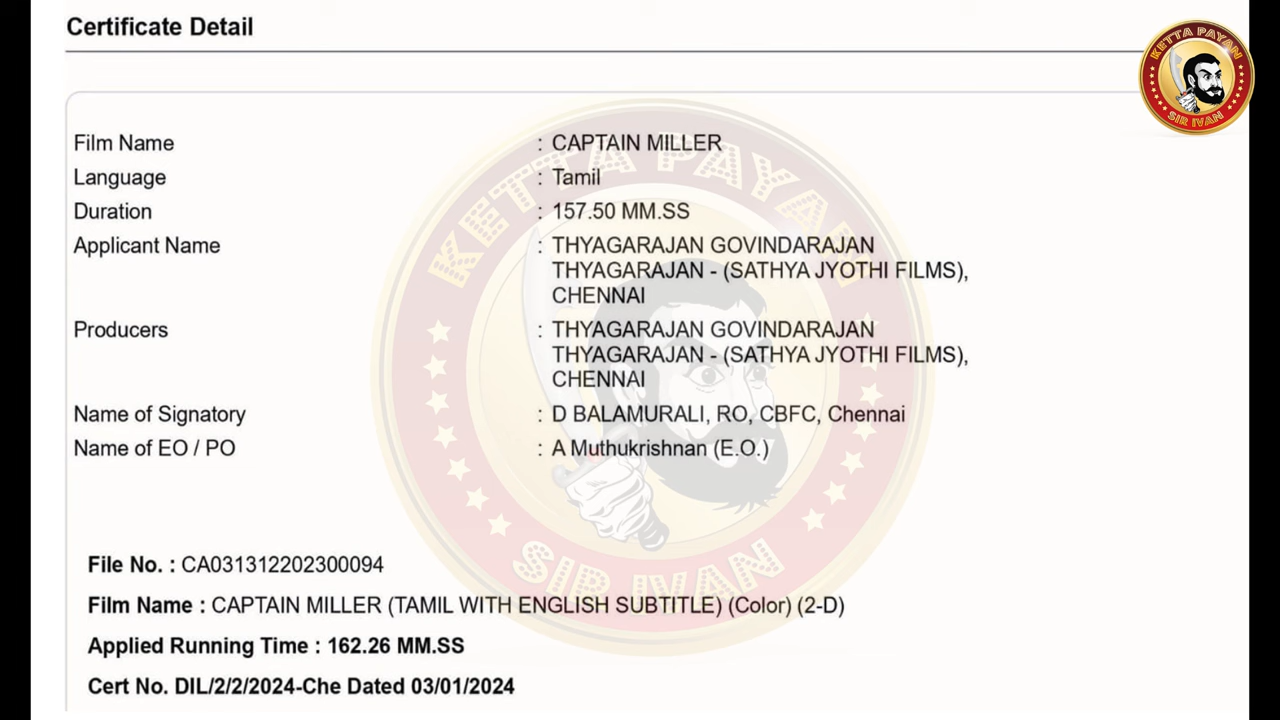 Certificate Detail
KETTA PAYAN
SIR IVAN
Film Name : CAPTAIN MILLER
Language : Tamil
Duration : 157.50 MM.SS
Applicant Name : THYAGARAJAN GOVINDARAJAN
THYAGARAJAN - (SATHYA JYOTHI FILMS),
CHENNAI
Producers : THYAGARAJAN GOVINDARAJAN
THYAGARAJAN - (SATHYA JYOTHI FILMS),
CHENNAI
Name of Signatory : D BALAMURALI, RO, CBFC, Chennai
Name of EO / PO : A Muthukrishnan (E.O.)
KETTA PAYAN
SIR IVAN
File No. : CA031312202300094
Film Name : CAPTAIN MILLER (TAMIL WITH ENGLISH SUBTITLE) (Color) (2-D)
Applied Running Time : 162.26 MM.SS
Cert No. DIL/2/2/2024-Che Dated 03/01/2024